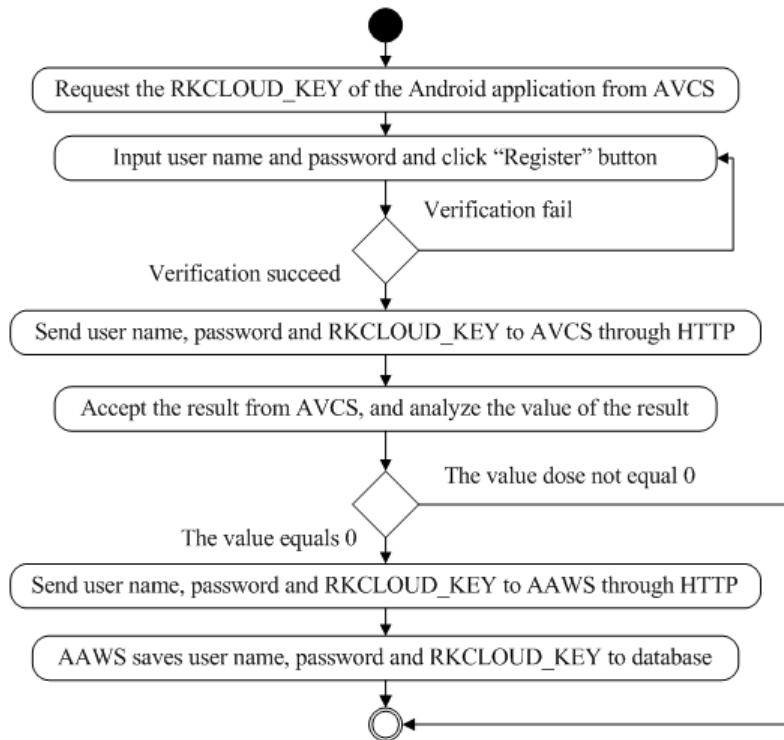 Request the RKCLOUD_KEY of the Android application from AVCS
Input user name and password and click “Register” button
Verification fail
Verification succeed
Send user name, password and RKCLOUD_KEY to AVCS through HTTP
Accept the result from AVCS, and analyze the value of the result
The value dose not equal 0
The value equals 0
Send user name, password and RKCLOUD_KEY to AAWS through HTTP
AAWS saves user name, password and RKCLOUD_KEY to database